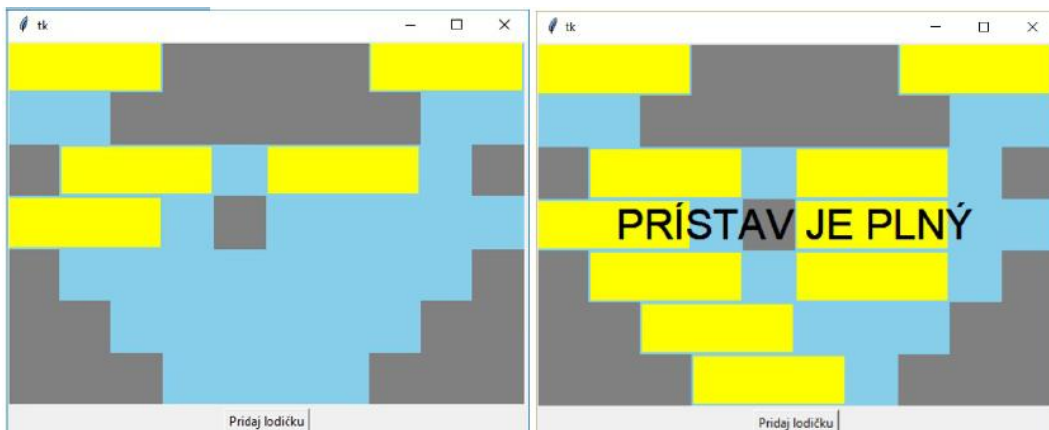 tk
tk
PRÍSTAV JE PLNÝ
Pridaj lodičku
Pridaj lodičku